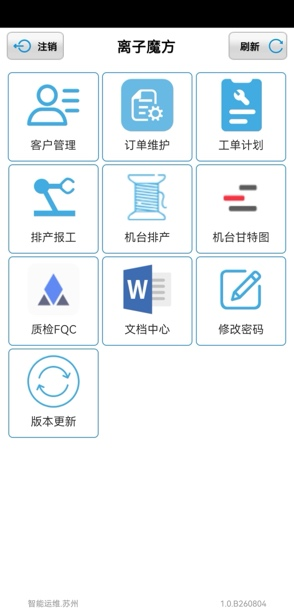 注销
离子魔方
刷新
客户管理
订单维护
工单计划
排产报工
机台排产
机台甘特图
质检FQC
W
文档中心
修改密码
版本更新
智能运维.苏州
1.0.B260804